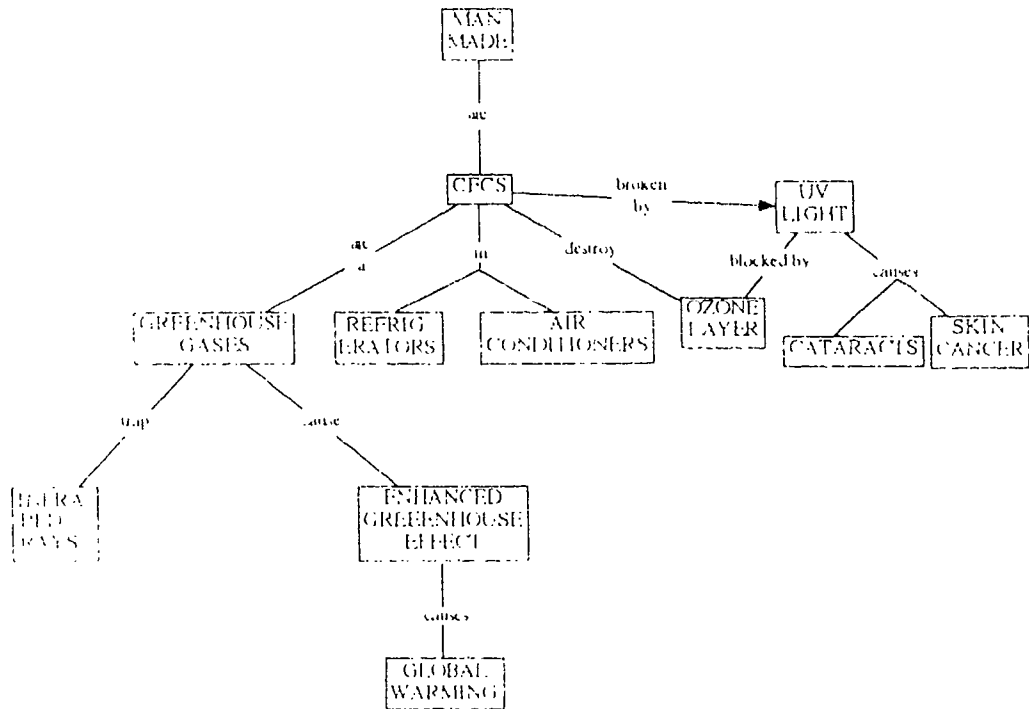 MAN
MADE
are
CFCS
broken
by
UV
LIGHT
are
a
in
destroy
blocked by
causes
GREENHOUSE
GASES
REFRIG
ERATORS
AIR
CONDITIONERS
OZONE
LAYER
CATARACTS
SKIN
CANCER
trap
cause
INFRA
RED
RAYS
ENHANCED
GREEENHOUSE
EFFECT
causes
GLOBAL
WARMING